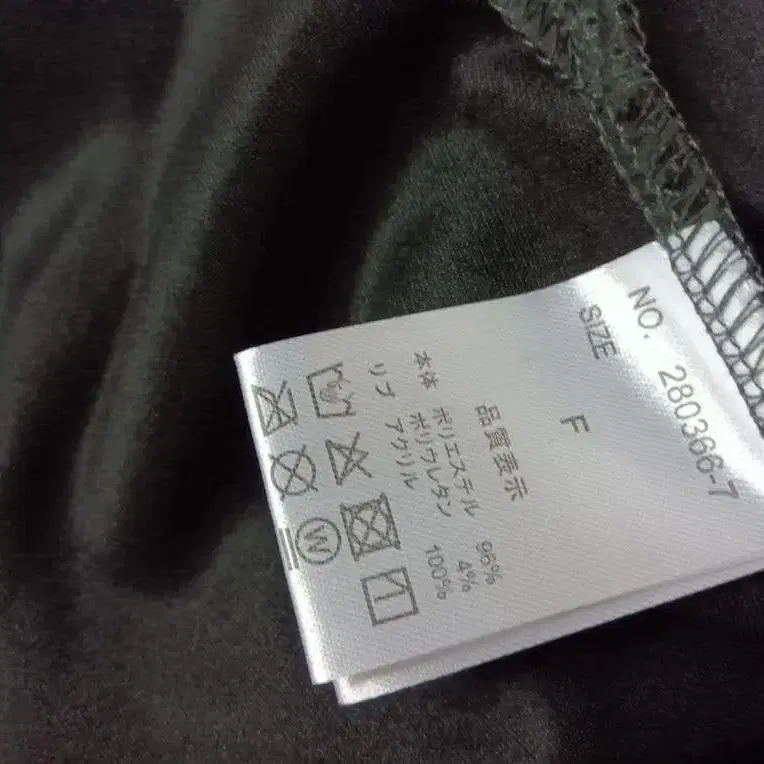 NO. 280366-7
SIZE F
品質表示
本体 ポリエステル 96%
ポリウレタン 4%
リブ アクリル 100%
W